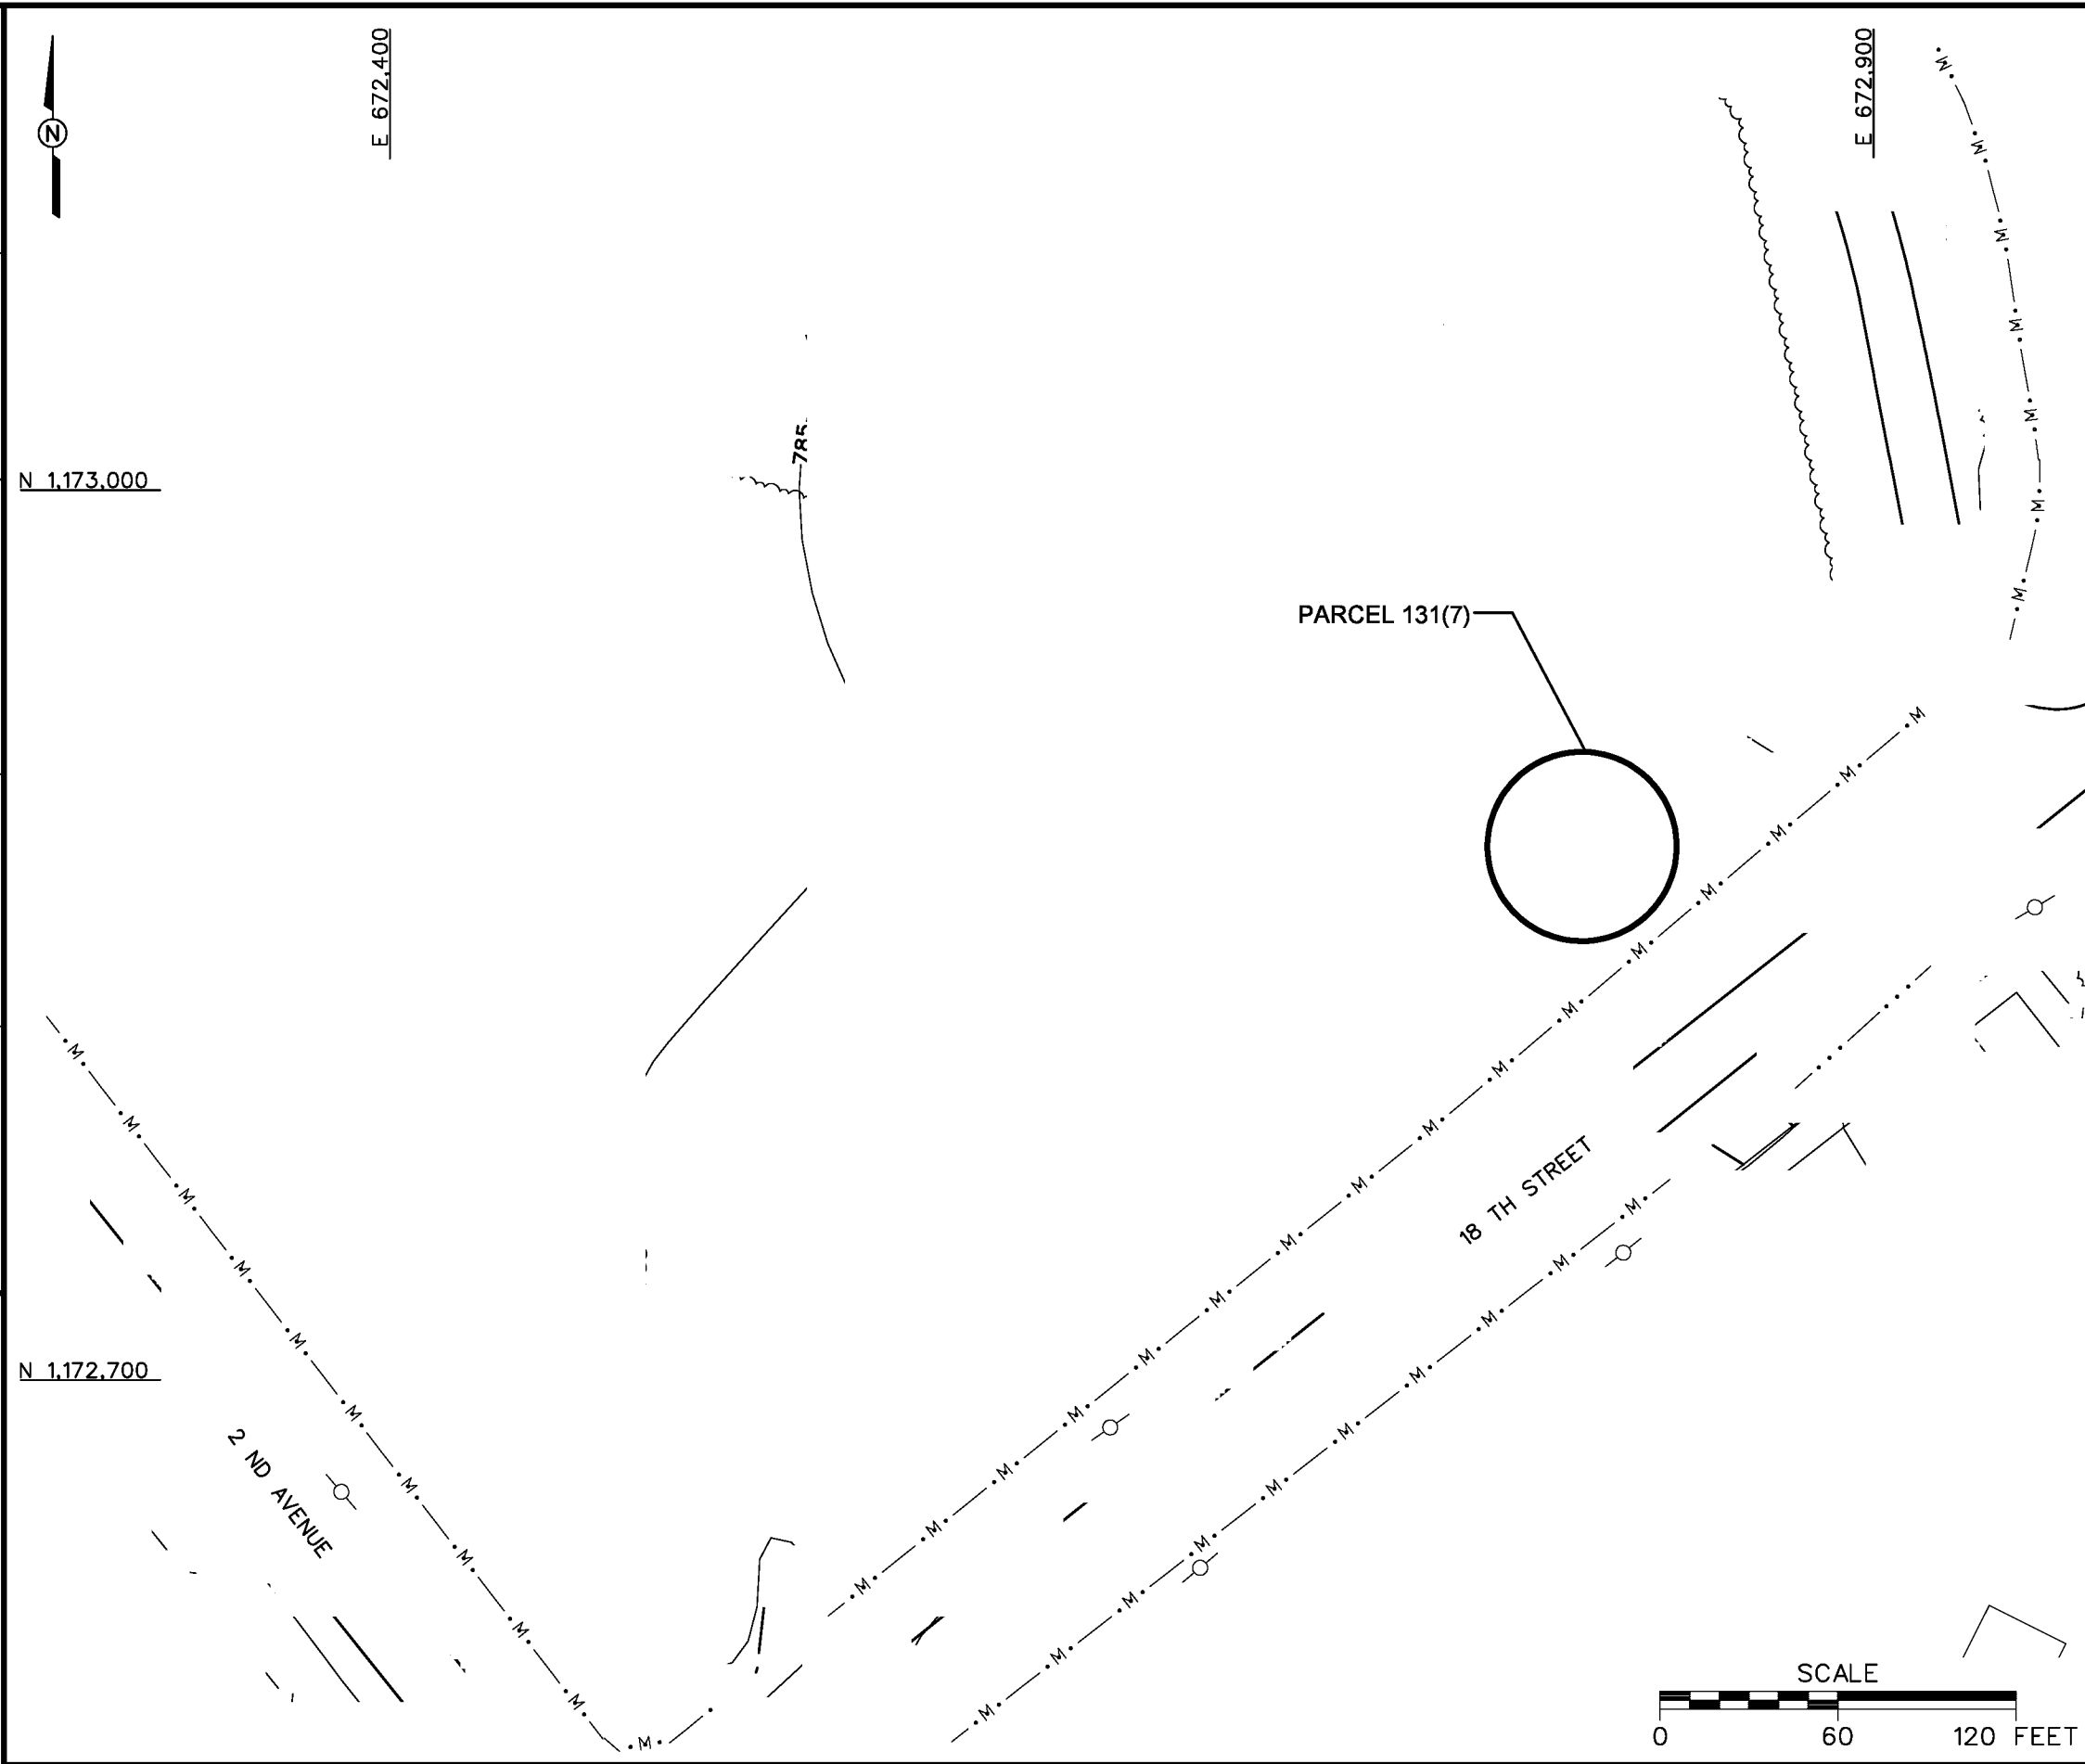 E 672,400
E 672,900
N
785
N 1,173,000
PARCEL 131(7)
18 TH STREET
N 1,172,700
2 ND AVENUE
SCALE
0 60 120 FEET